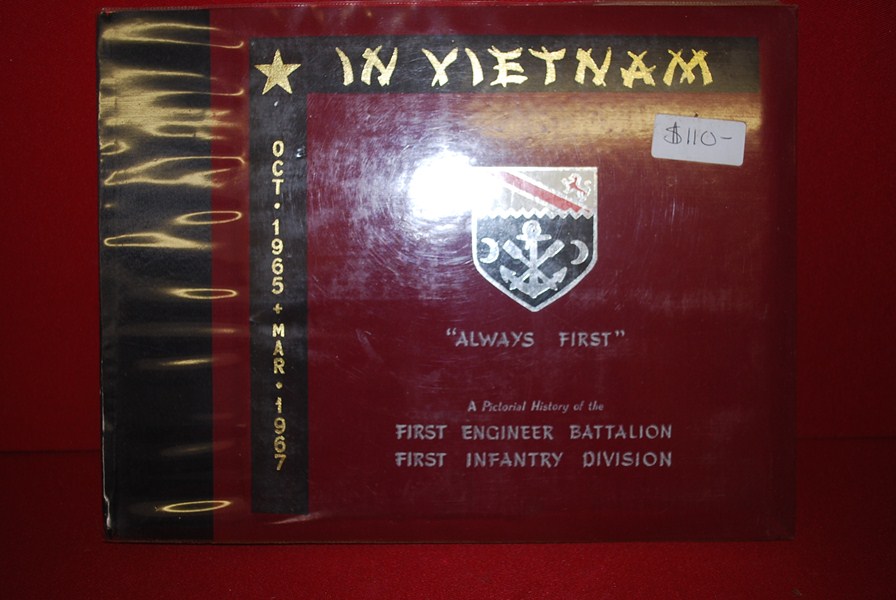 IN VIETNAM
$110-
OCT. 1965 + MAR. 1967
"ALWAYS FIRST"
A Pictorial History of the
FIRST ENGINEER BATTALION
FIRST INFANTRY DIVISION